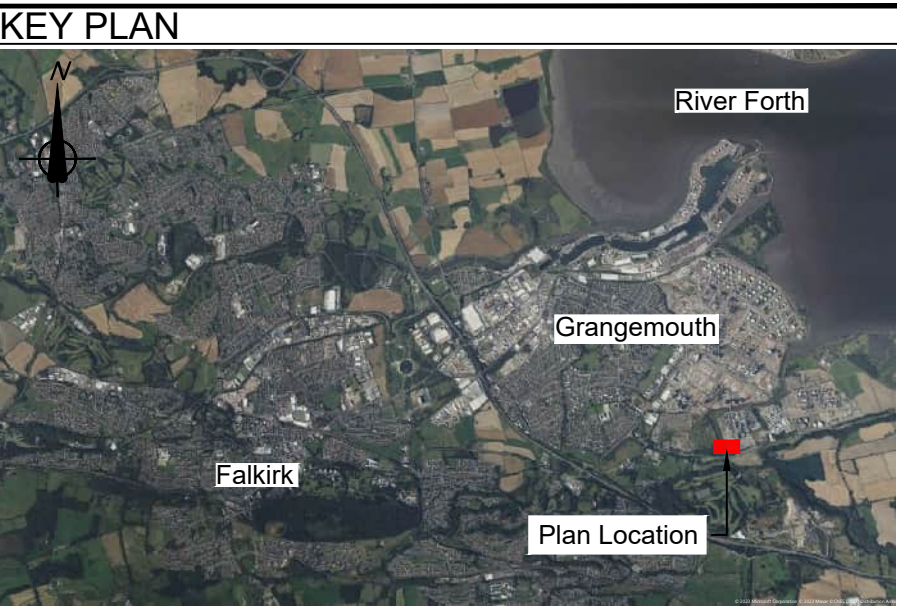 KEY PLAN
N
River Forth
Grangemouth
Falkirk
Plan Location